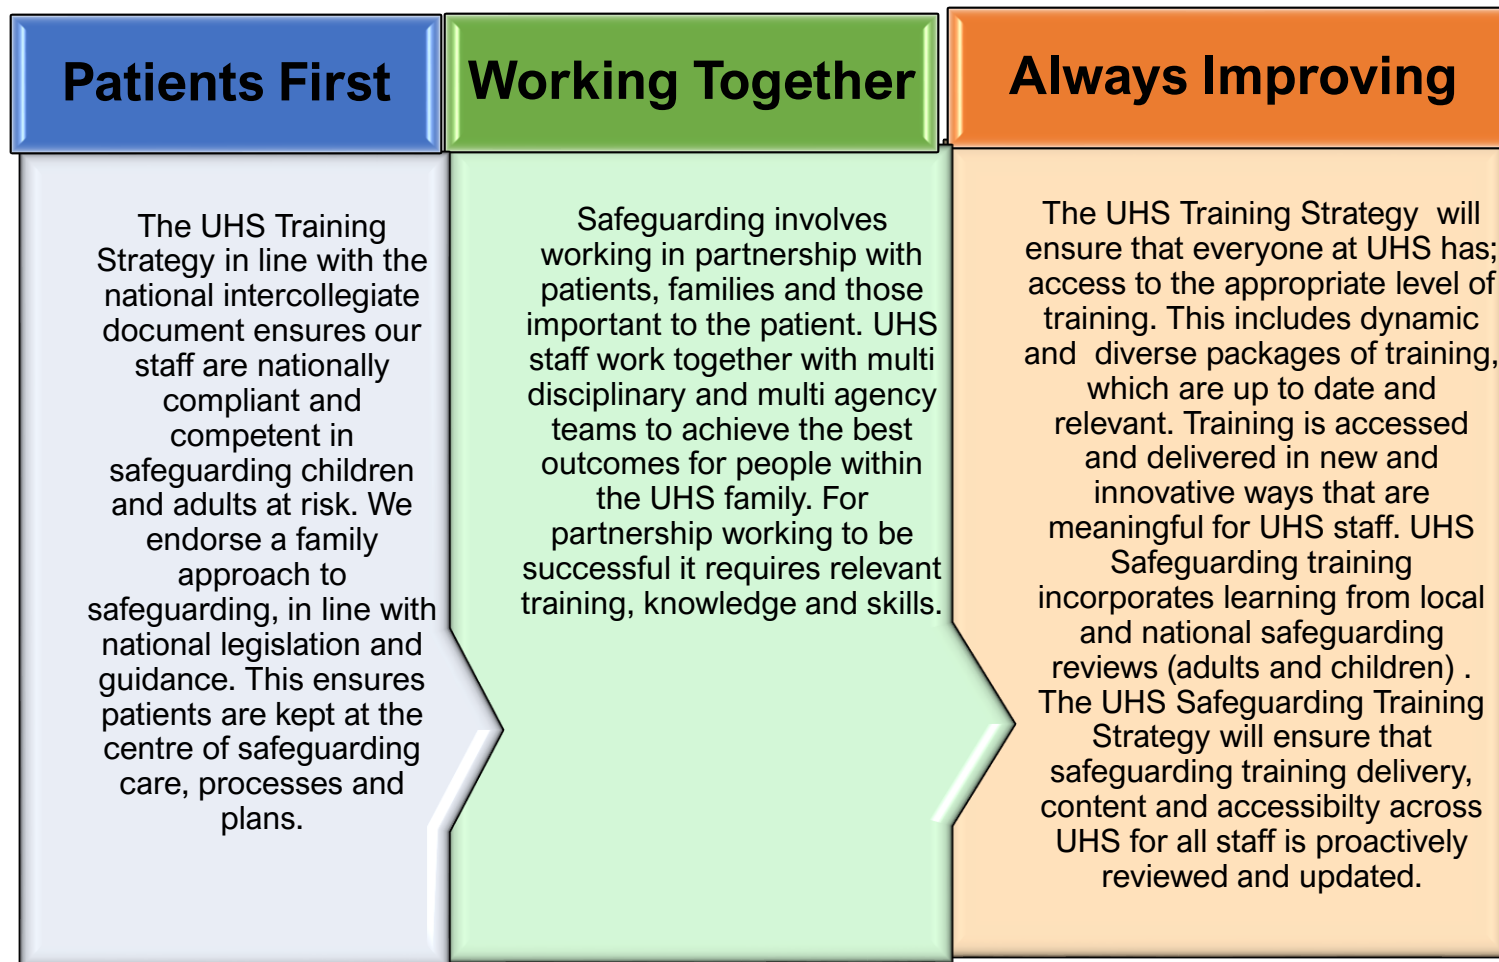 Patients First
The UHS Training
Strategy in line with the
national intercollegiate
document ensures our
staff are nationally
compliant and
competent in
safeguarding children
and adults at risk. We
endorse a family
approach to
safeguarding, in line with
national legislation and
guidance. This ensures
patients are kept at the
centre of safeguarding
care, processes and
plans.
Working Together
Safeguarding involves
working in partnership with
patients, families and those
important to the patient. UHS
staff work together with multi
disciplinary and multi agency
teams to achieve the best
outcomes for people within
the UHS family. For
partnership working to be
successful it requires relevant
training, knowledge and skills.
Always Improving
The UHS Training Strategy  will
ensure that everyone at UHS has;
access to the appropriate level of
training. This includes dynamic
and  diverse packages of training,
which are up to date and
relevant. Training is accessed
and delivered in new and
innovative ways that are
meaningful for UHS staff. UHS
Safeguarding training
incorporates learning from local
and national safeguarding
reviews (adults and children) .
The UHS Safeguarding Training
Strategy will ensure that
safeguarding training delivery,
content and accessibilty across
UHS for all staff is proactively
reviewed and updated.